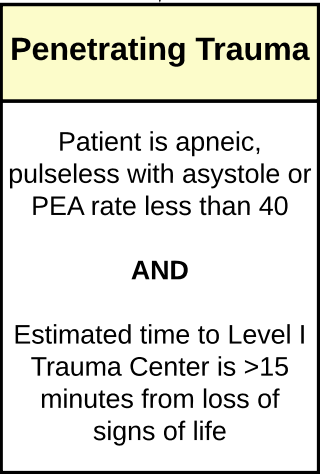 Penetrating Trauma
Patient is apneic,
pulseless with asystole or
PEA rate less than 40
AND
Estimated time to Level I
Trauma Center is >15
minutes from loss of
signs of life